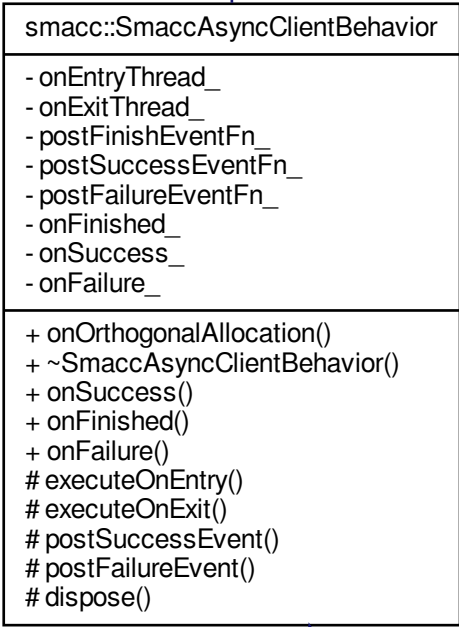 smacc::SmaccAsyncClientBehavior
- onEntryThread_
- onExitThread_
- postFinishEventFn_
- postSuccessEventFn_
- postFailureEventFn_
- onFinished_
- onSuccess_
- onFailure_
+ onOrthogonalAllocation()
+ ~SmaccAsyncClientBehavior()
+ onSuccess()
+ onFinished()
+ onFailure()
# executeOnEntry()
# executeOnExit()
# postSuccessEvent()
# postFailureEvent()
# dispose()